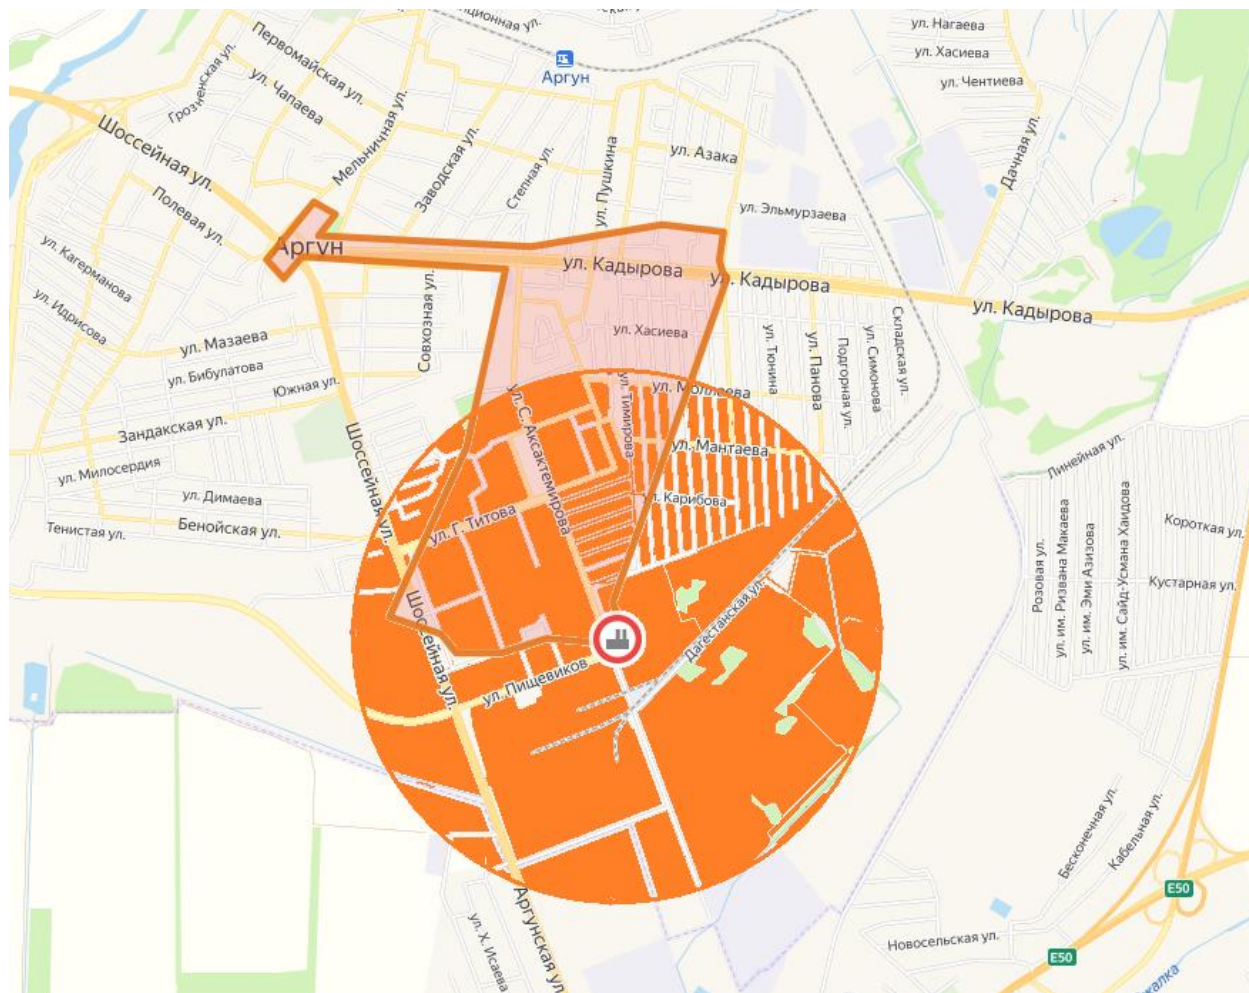 ул. Нагаева
ул. Хасиева
ул. Чентиева
Первомайская ул.
Грозненская ул.
ул. Чапаева
Аргун
Шоссейная ул.
Мельничная ул.
Заводская ул.
Степная ул.
ул. Пушкина
ул. Азака
Дачная ул.
Полевая ул.
ул. Эльмурзаева
Аргун
ул. Кагерманова
ул. Идрисова
ул. Кадырова
ул. Кадырова
ул. Кадырова
ул. Хасиева
ул. Мазаева
ул. Бибулатова
Южная ул.
Совхозная ул.
ул. Тюнина
ул. Панова
Подгорная ул.
ул. Симонова
Складская ул.
ул. Моллаева
ул. Тимирова
ул. С. Аксактемирова
Зандакская ул.
ул. Милосердия
ул. Димаева
Бенойская ул.
Тенистая ул.
Шоссейная ул.
ул. Мантаева
ул. Карибова
ул. Г. Титова
Линейная ул.
Розовая ул.
ул. им. Ризвана Макаева
ул. им. Эми Азизова
ул. им. Сайд-Усмана Хаидова
Короткая ул.
Кустарная ул.
Шоссейная ул.
Дагестанская ул.
ул. Пищевиков
Бесконечная ул.
Кабельная ул.
E50
Аргунская ул.
ул. Х. Исаева
Новосельская ул.
E50